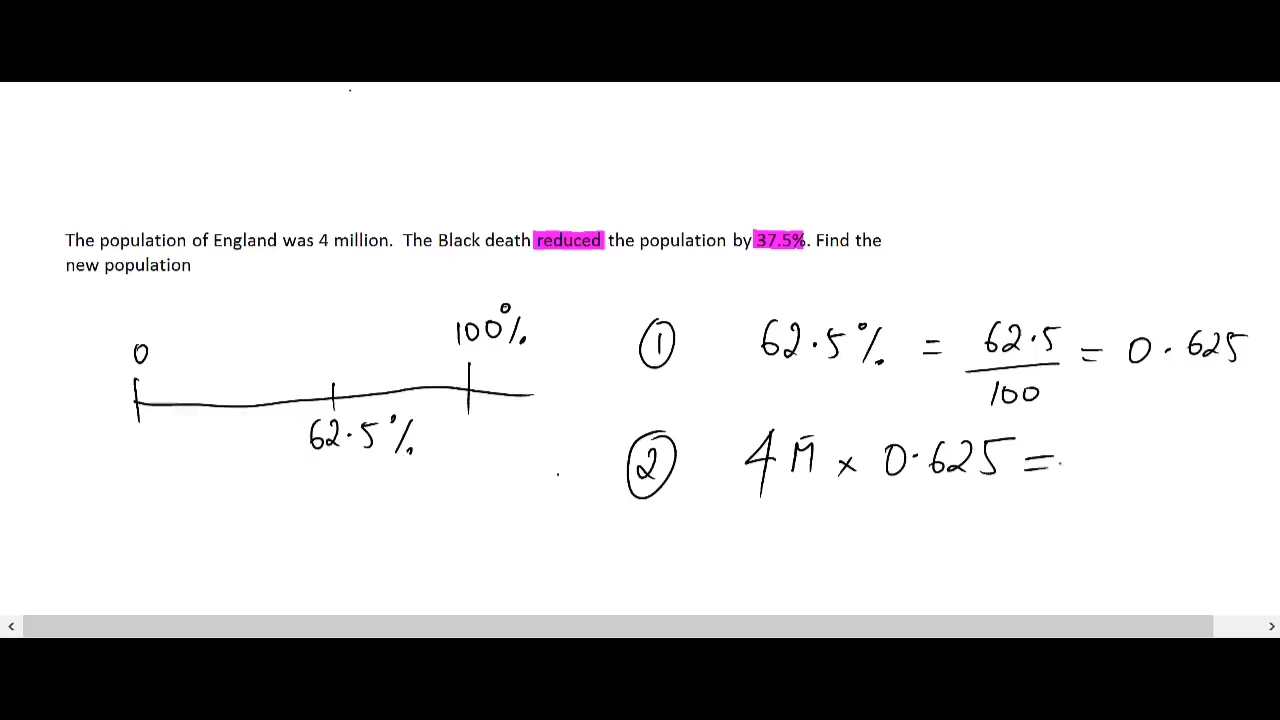 The population of England was 4 million. The Black death reduced the population by 37.5%. Find the
new population
0
100%
62.5%
① 62.5% = 62.5/100 = 0.625
② 4M × 0.625 =